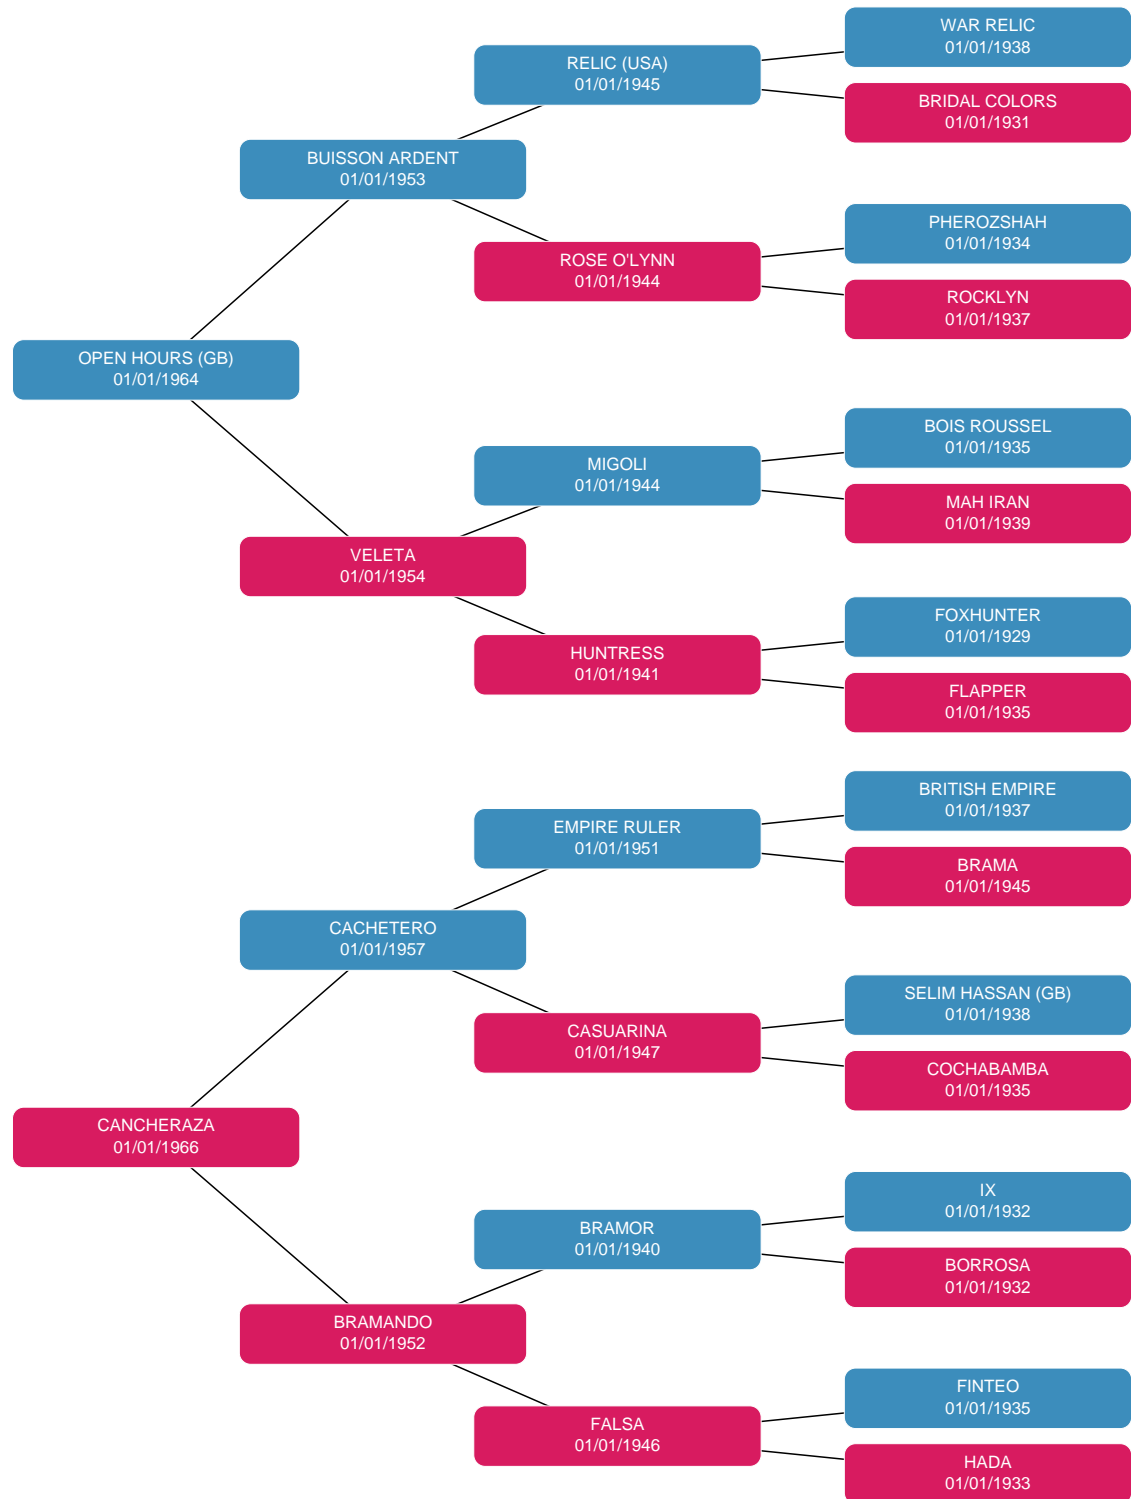 WAR RELIC
01/01/1938
RELIC (USA)
01/01/1945
BRIDAL COLORS
01/01/1931
BUISSON ARDENT
01/01/1953
PHEROZSHAH
01/01/1934
ROSE O'LYNN
01/01/1944
ROCKLYN
01/01/1937
OPEN HOURS (GB)
01/01/1964
BOIS ROUSSEL
01/01/1935
MIGOLI
01/01/1944
MAH IRAN
01/01/1939
VELETA
01/01/1954
FOXHUNTER
01/01/1929
HUNTRESS
01/01/1941
FLAPPER
01/01/1935
BRITISH EMPIRE
01/01/1937
EMPIRE RULER
01/01/1951
BRAMA
01/01/1945
CACHETERO
01/01/1957
SELIM HASSAN (GB)
01/01/1938
CASUARINA
01/01/1947
COCHABAMBA
01/01/1935
CANCHERAZA
01/01/1966
IX
01/01/1932
BRAMOR
01/01/1940
BORROSA
01/01/1932
BRAMANDO
01/01/1952
FINTEO
01/01/1935
FALSA
01/01/1946
HADA
01/01/1933